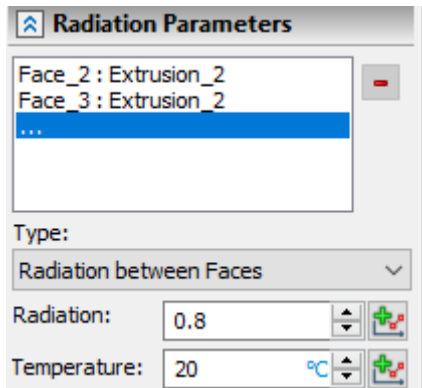 Radiation Parameters
Face_2 : Extrusion_2
Face_3 : Extrusion_2
...
Type:
Radiation between Faces
Radiation: 0.8
Temperature: 20 °C